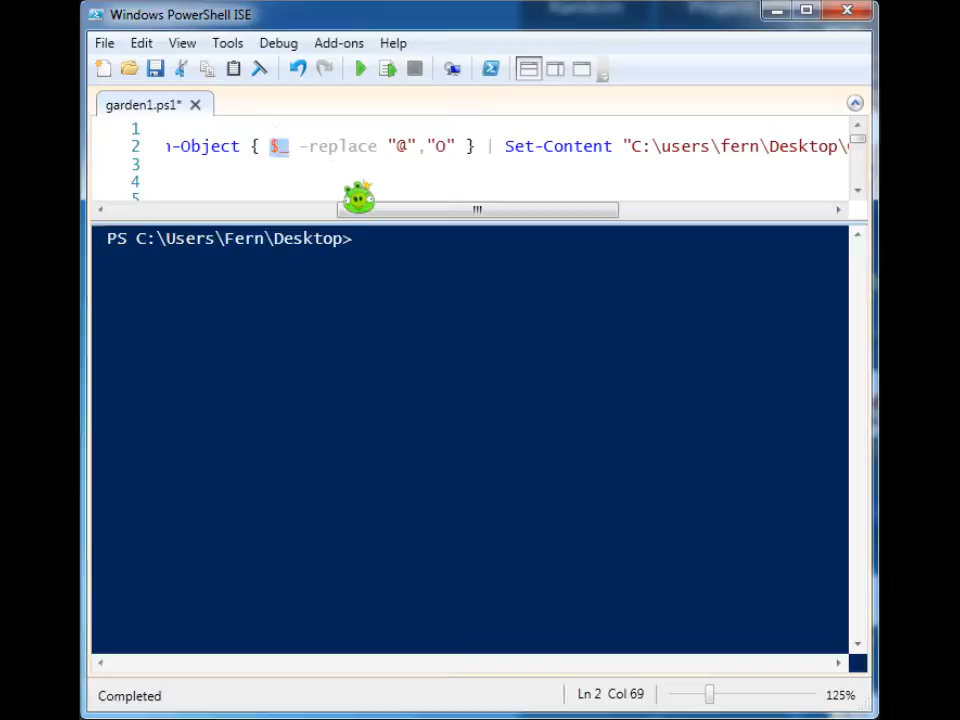 Windows PowerShell ISE
File Edit View Tools Debug Add-ons Help
garden1.ps1*
1
2 n-Object { $_ -replace "@","O" } | Set-Content "C:\users\fern\Desktop\
3
4
5
PS C:\Users\Fern\Desktop>
Completed Ln 2 Col 69 125%